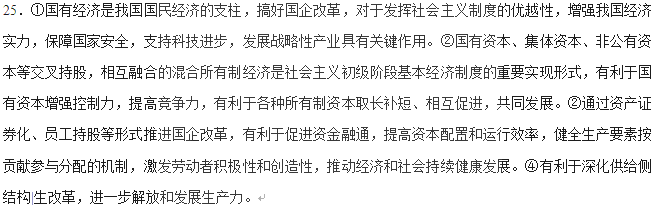 25．①国有经济是我国国民经济的支柱，搞好国企改革，对于发挥社会主义制度的优越性，增强我国经济
实力，保障国家安全，支持科技进步，发展战略性产业具有关键作用。②国有资本、集体资本、非公有资
本等交叉持股，相互融合的混合所有制经济是社会主义初级阶段基本经济制度的重要实现形式，有利于国
有资本增强控制力，提高竞争力，有利于各种所有制资本取长补短、相互促进，共同发展。②通过资产证
券化、员工持股等形式推进国企改革，有利于促进资金融通，提高资本配置和运行效率，健全生产要素按
贡献参与分配的机制，激发劳动者积极性和创造性，推动经济和社会持续健康发展。④有利于深化供给侧
结构生改革，进一步解放和发展生产力。